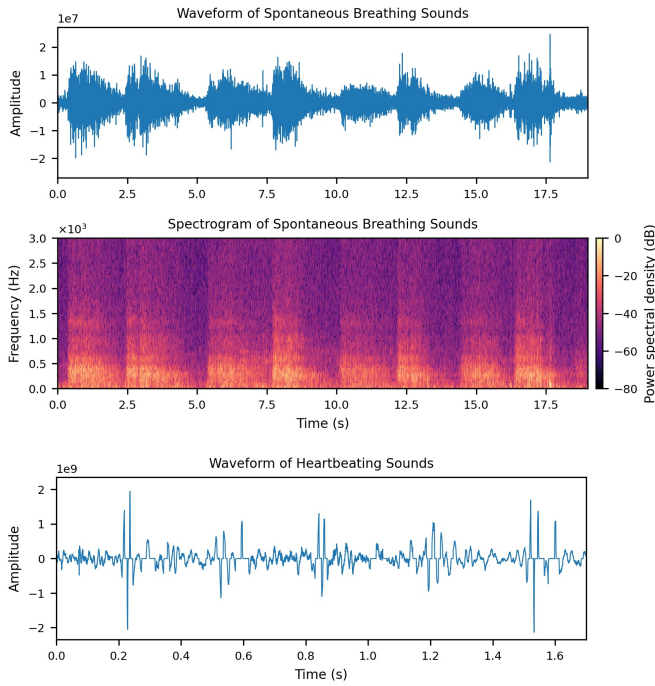 Waveform of Spontaneous Breathing Sounds
1e7
2
1
0
−1
−2
Amplitude
0.0 2.5 5.0 7.5 10.0 12.5 15.0 17.5
Spectrogram of Spontaneous Breathing Sounds
×10³
3.0
2.5
2.0
1.5
1.0
0.5
0.0
Frequency (Hz)
0.0 2.5 5.0 7.5 10.0 12.5 15.0 17.5
Time (s)
0
−20
−40
−60
−80
Power spectral density (dB)
Waveform of Heartbeating Sounds
1e9
2
1
0
−1
−2
Amplitude
0.0 0.2 0.4 0.6 0.8 1.0 1.2 1.4 1.6
Time (s)